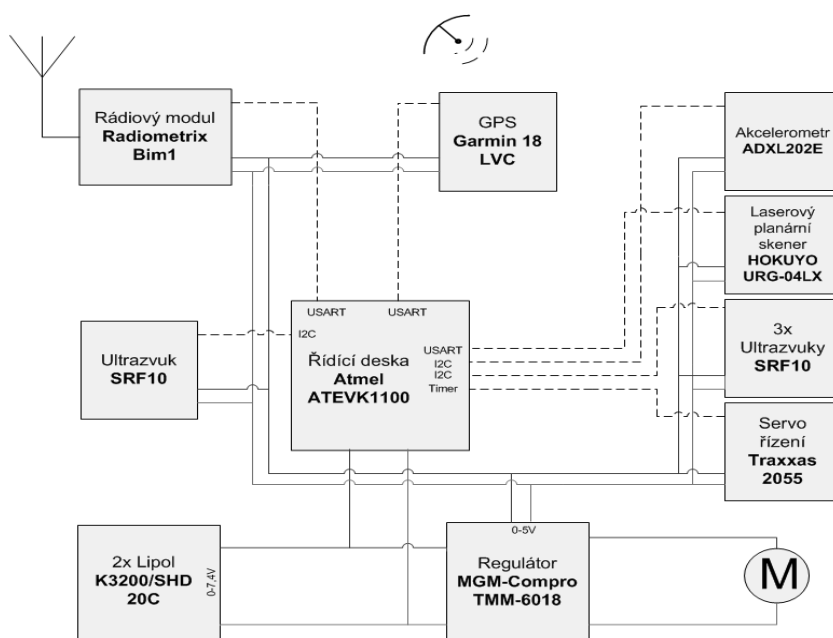 Rádiový modul
Radiometrix
Bim1
GPS
Garmin 18
LVC
Akcelerometr
ADXL202E
Laserový
planární
skener
HOKUYO
URG-04LX
USART
USART
I2C
Řídící deska
Atmel
ATEVK1100
USART
I2C
I2C
Timer
Ultrazvuk
SRF10
3x
Ultrazvuky
SRF10
Servo
řízení
Traxxas
2055
2x Lipol
K3200/SHD
20C
0-7,4V
0-5V
Regulátor
MGM-Compro
TMM-6018
M